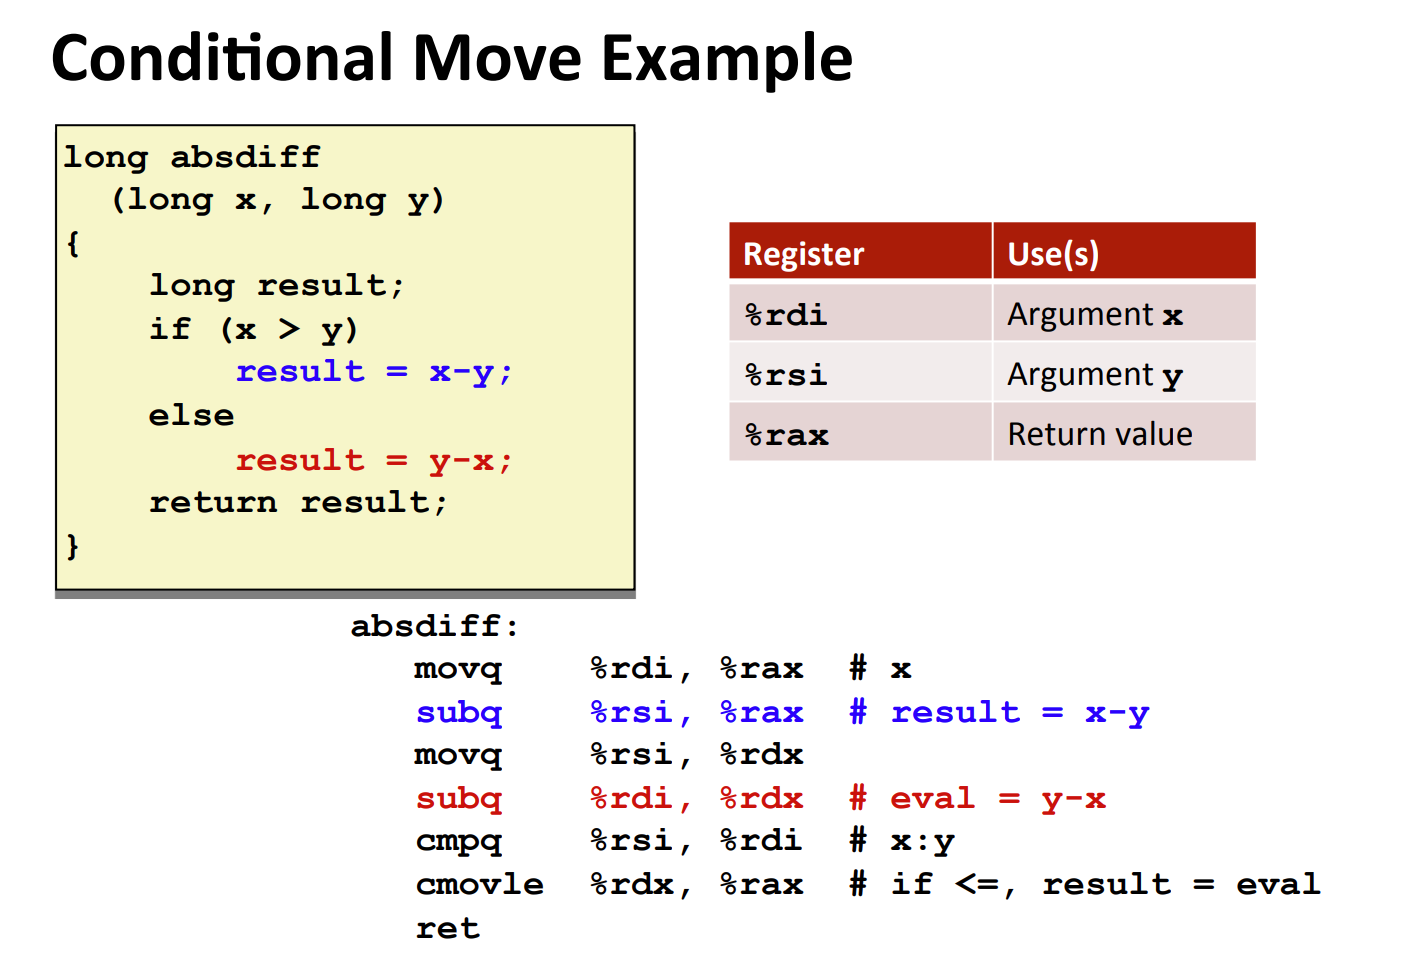 Conditional Move Example
long absdiff
  (long x, long y)
{
    long result;
    if (x > y)
        result = x-y;
    else
        result = y-x;
    return result;
}
Register Use(s)
%rdi Argument x
%rsi Argument y
%rax Return value
absdiff:
   movq    %rdi, %rax  # x
   subq    %rsi, %rax  # result = x-y
   movq    %rsi, %rdx
   subq    %rdi, %rdx  # eval = y-x
   cmpq    %rsi, %rdi  # x:y
   cmovle  %rdx, %rax  # if <=, result = eval
   ret